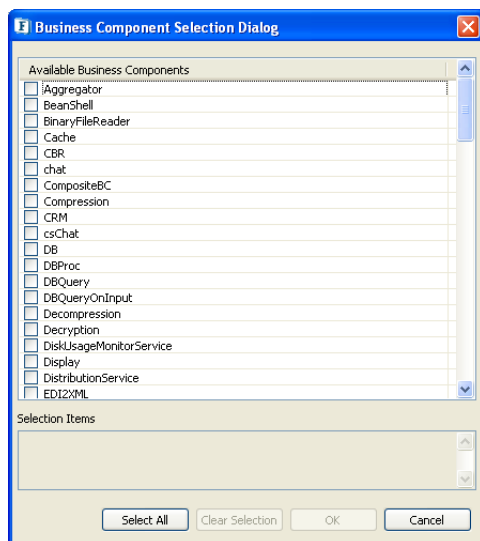 Business Component Selection Dialog
Available Business Components
Aggregator
BeanShell
BinaryFileReader
Cache
CBR
chat
CompositeBC
Compression
CRM
csChat
DB
DBProc
DBQuery
DBQueryOnInput
Decompression
Decryption
DiskUsageMonitorService
Display
DistributionService
EDI2XML
Selection Items
Select All Clear Selection OK Cancel